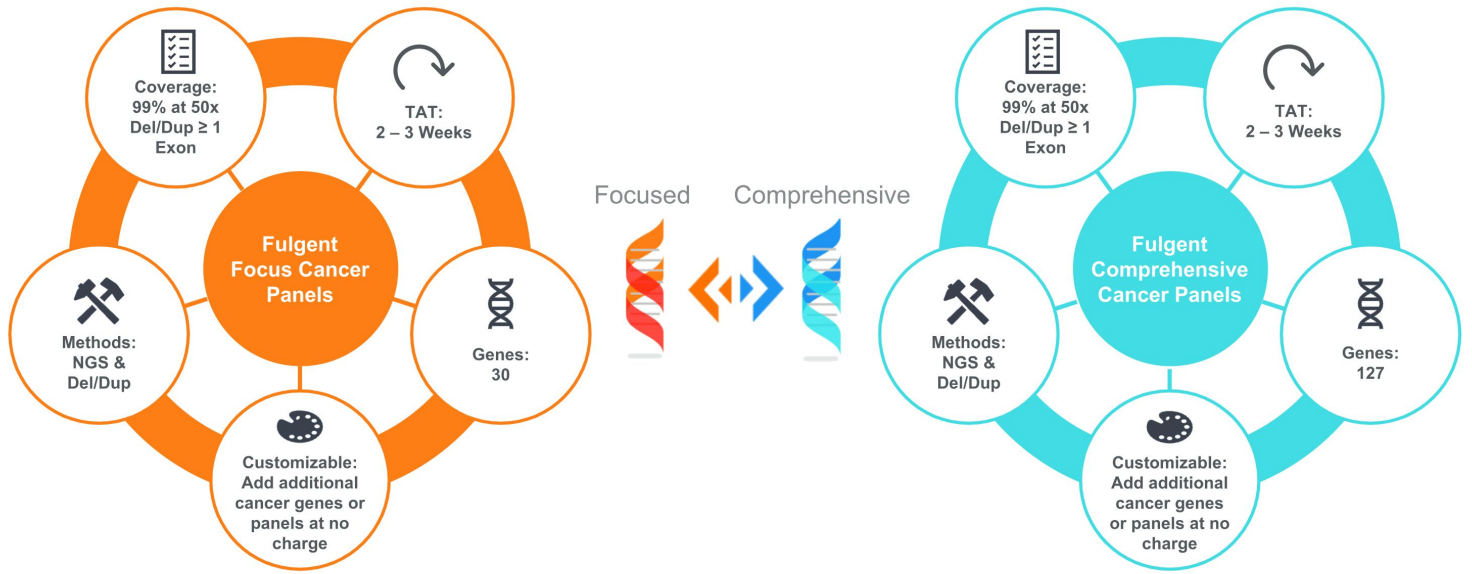 Coverage:
99% at 50x
Del/Dup ≥ 1
Exon
TAT:
2 – 3 Weeks
Fulgent
Focus Cancer
Panels
Methods:
NGS &
Del/Dup
Genes:
30
Customizable:
Add additional
cancer genes or
panels at no
charge
Focused
Comprehensive
Coverage:
99% at 50x
Del/Dup ≥ 1
Exon
TAT:
2 – 3 Weeks
Fulgent
Comprehensive
Cancer Panels
Methods:
NGS &
Del/Dup
Genes:
127
Customizable:
Add additional
cancer genes
or panels at no
charge